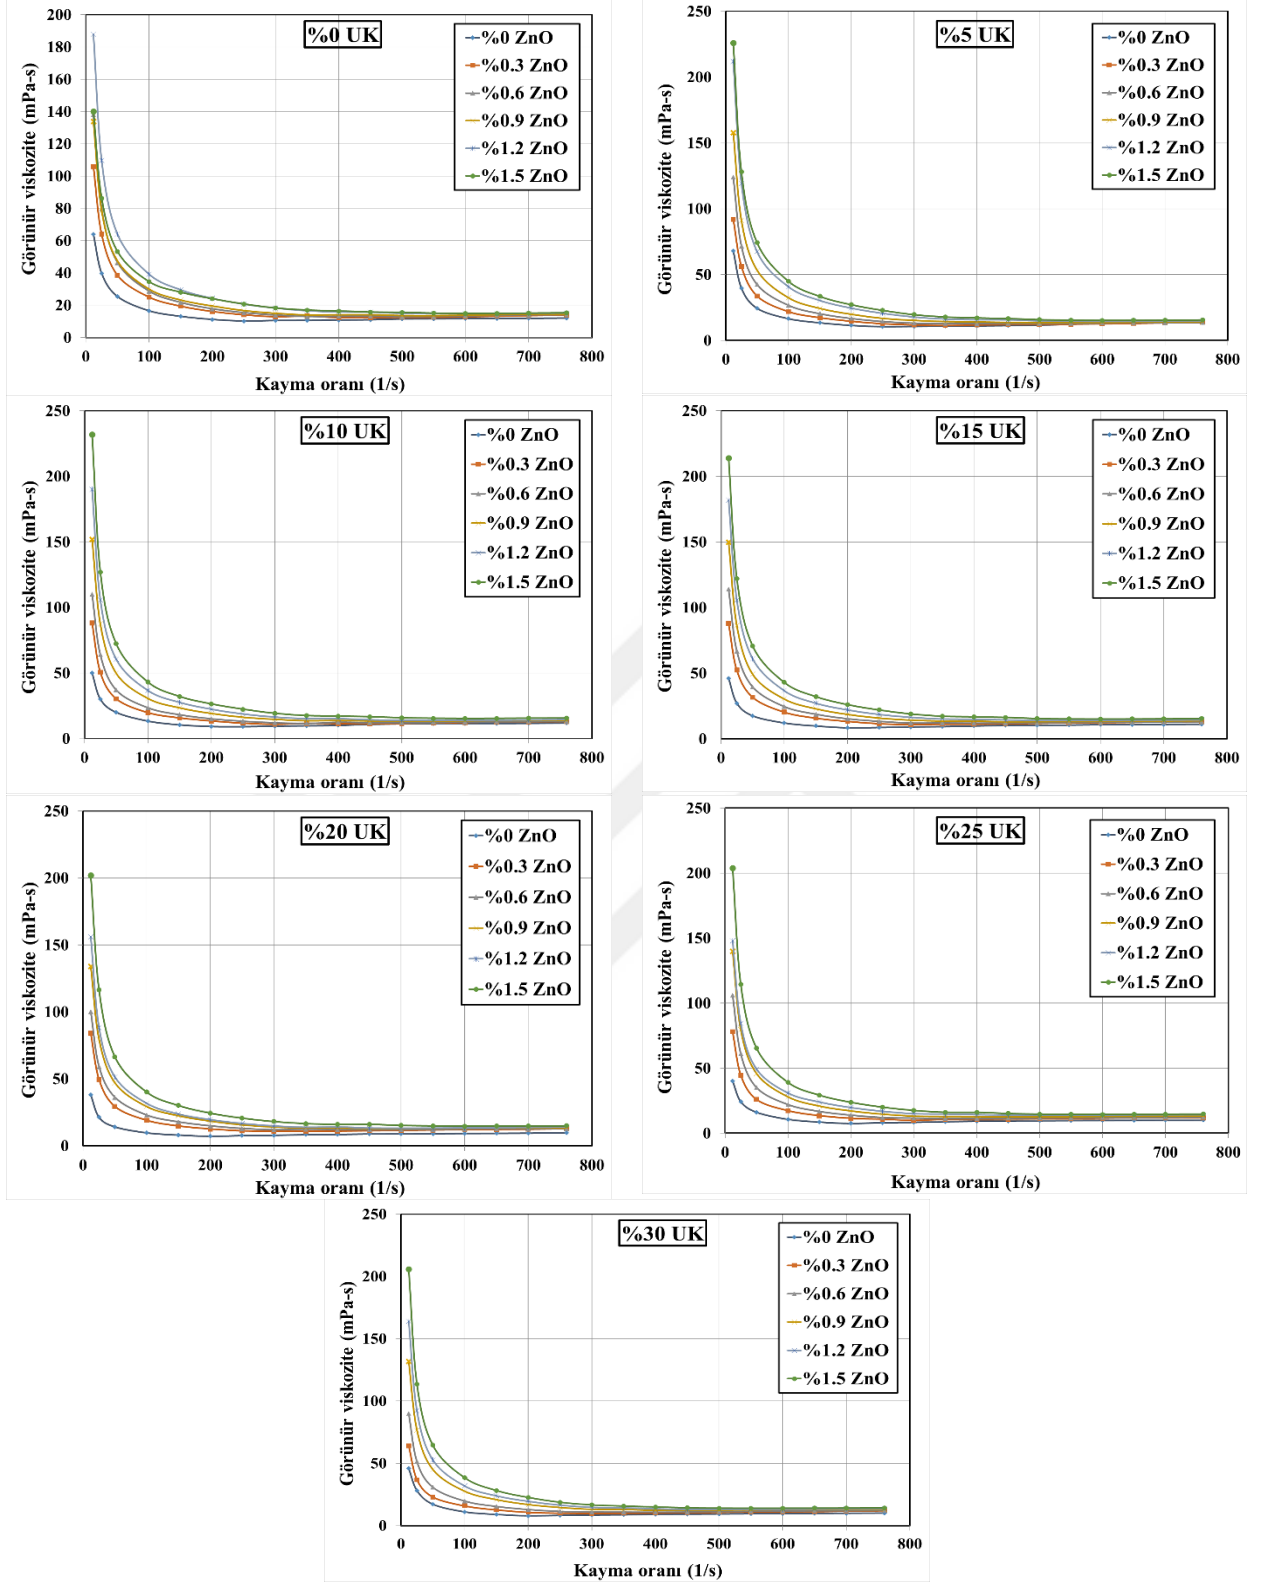 %0 UK
Görünür viskozite (mPa-s)
200
180
160
140
120
100
80
60
40
20
0
0 100 200 300 400 500 600 700 800
Kayma oranı (1/s)
%0 ZnO
%0.3 ZnO
%0.6 ZnO
%0.9 ZnO
%1.2 ZnO
%1.5 ZnO
%5 UK
Görünür viskozite (mPa-s)
250
200
150
100
50
0
0 100 200 300 400 500 600 700 800
Kayma oranı (1/s)
%0 ZnO
%0.3 ZnO
%0.6 ZnO
%0.9 ZnO
%1.2 ZnO
%1.5 ZnO
%10 UK
Görünür viskozite (mPa-s)
250
200
150
100
50
0
0 100 200 300 400 500 600 700 800
Kayma oranı (1/s)
%0 ZnO
%0.3 ZnO
%0.6 ZnO
%0.9 ZnO
%1.2 ZnO
%1.5 ZnO
%15 UK
Görünür viskozite (mPa-s)
250
200
150
100
50
0
0 100 200 300 400 500 600 700 800
Kayma oranı (1/s)
%0 ZnO
%0.3 ZnO
%0.6 ZnO
%0.9 ZnO
%1.2 ZnO
%1.5 ZnO
%20 UK
Görünür viskozite (mPa-s)
250
200
150
100
50
0
0 100 200 300 400 500 600 700 800
Kayma oranı (1/s)
%0 ZnO
%0.3 ZnO
%0.6 ZnO
%0.9 ZnO
%1.2 ZnO
%1.5 ZnO
%25 UK
Görünür viskozite (mPa-s)
250
200
150
100
50
0
0 100 200 300 400 500 600 700 800
Kayma oranı (1/s)
%0 ZnO
%0.3 ZnO
%0.6 ZnO
%0.9 ZnO
%1.2 ZnO
%1.5 ZnO
%30 UK
Görünür viskozite (mPa-s)
250
200
150
100
50
0
0 100 200 300 400 500 600 700 800
Kayma oranı (1/s)
%0 ZnO
%0.3 ZnO
%0.6 ZnO
%0.9 ZnO
%1.2 ZnO
%1.5 ZnO